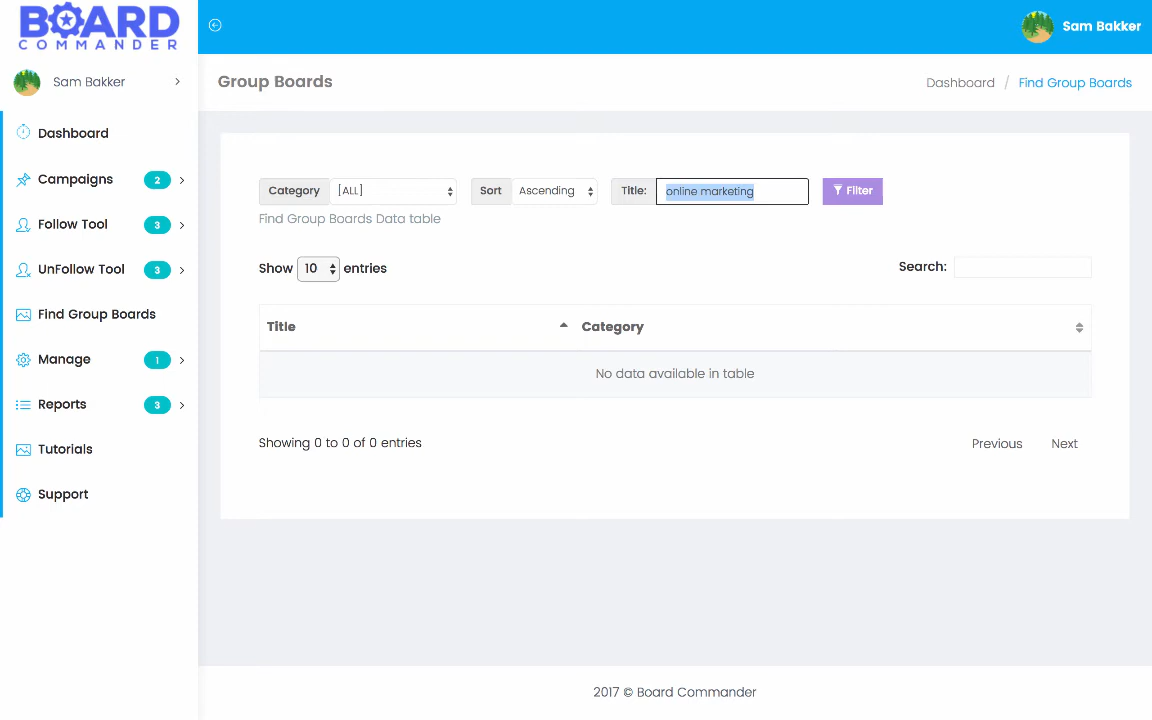 BOARD
COMMANDER
Sam Bakker
Sam Bakker
Dashboard
Campaigns 2
Follow Tool 3
UnFollow Tool 3
Find Group Boards
Manage 1
Reports 3
Tutorials
Support
Group Boards
Dashboard / Find Group Boards
Category [ALL] Sort Ascending Title: online marketing Filter
Find Group Boards Data table
Show 10 entries
Search:
Title Category
No data available in table
Showing 0 to 0 of 0 entries
Previous Next
2017 © Board Commander